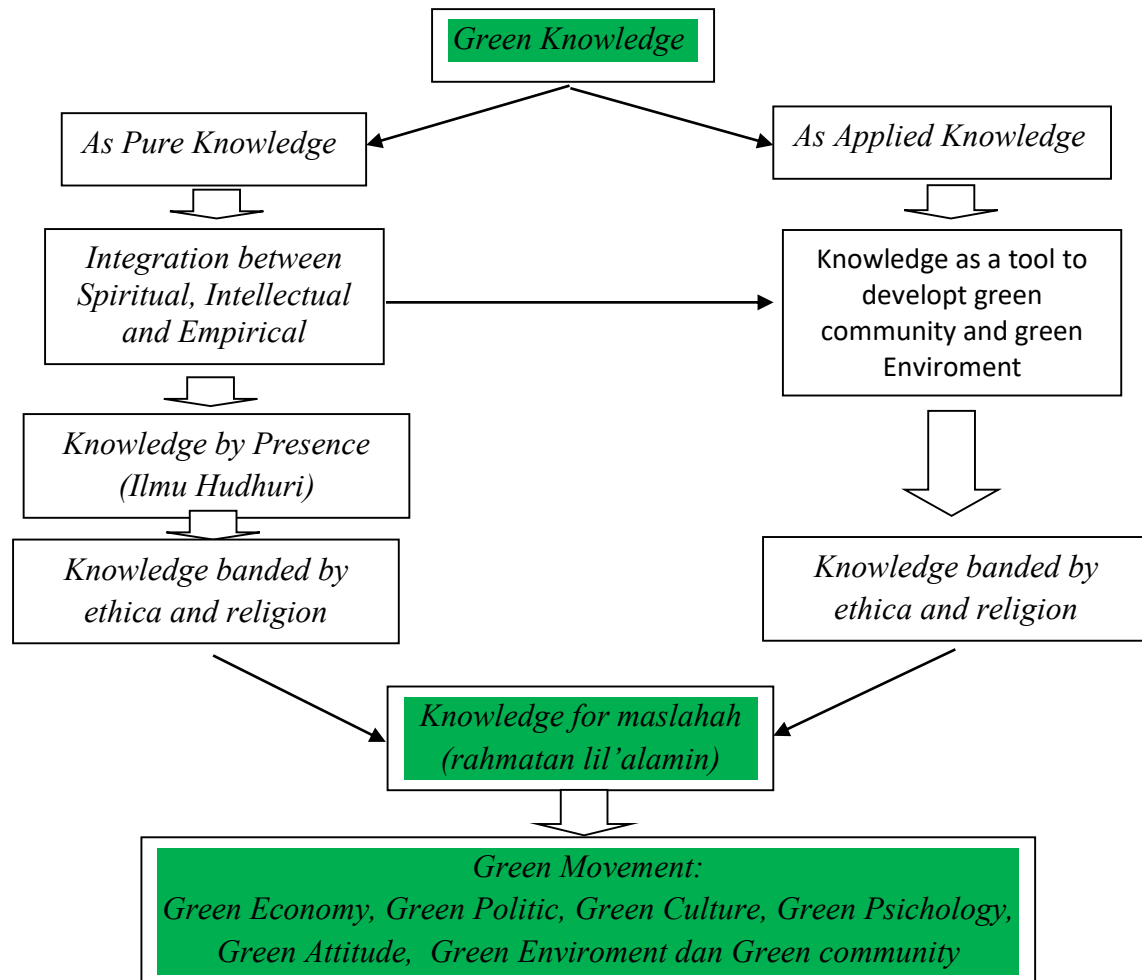 Green Knowledge
As Pure Knowledge
As Applied Knowledge
Integration between
Spiritual, Intellectual
and Empirical
Knowledge as a tool to
developt green
community and green
Enviroment
Knowledge by Presence
(Ilmu Hudhuri)
Knowledge banded by
ethica and religion
Knowledge banded by
ethica and religion
Knowledge for maslahah
(rahmatan lil’alamin)
Green Movement:
Green Economy, Green Politic, Green Culture, Green Psichology,
Green Attitude, Green Enviroment dan Green community